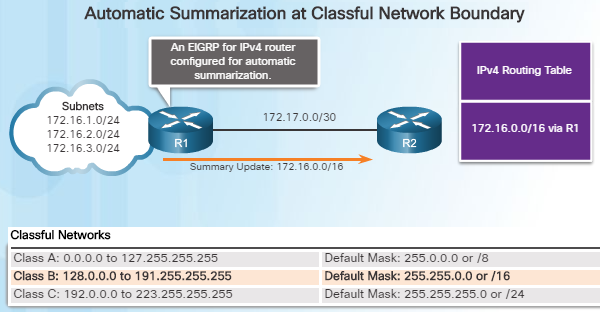 Automatic Summarization at Classful Network Boundary
An EIGRP for IPv4 router
configured for automatic
summarization.
Subnets
172.16.1.0/24
172.16.2.0/24
172.16.3.0/24
R1
172.17.0.0/30
R2
Summary Update: 172.16.0.0/16
IPv4 Routing Table
172.16.0.0/16 via R1
Classful Networks
Class A: 0.0.0.0 to 127.255.255.255 Default Mask: 255.0.0.0 or /8
Class B: 128.0.0.0 to 191.255.255.255 Default Mask: 255.255.0.0 or /16
Class C: 192.0.0.0 to 223.255.255.255 Default Mask: 255.255.255.0 or /24